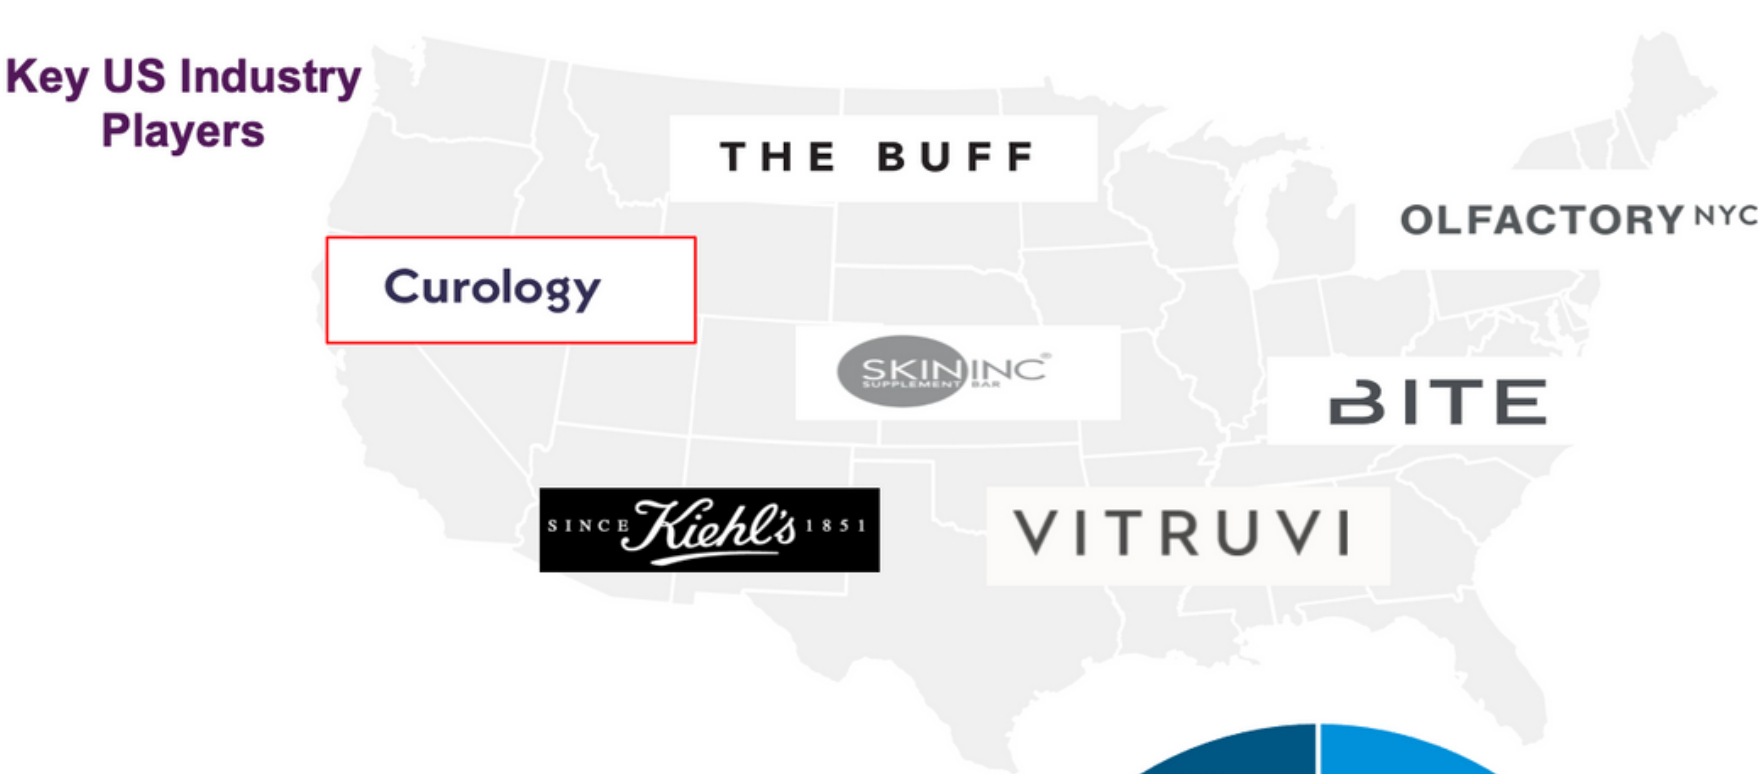 Key US Industry
Players
THE BUFF
OLFACTORY NYC
Curology
SKIN INC®
SUPPLEMENT BAR
BITE
SINCE Kiehl's 1851
VITRUVI